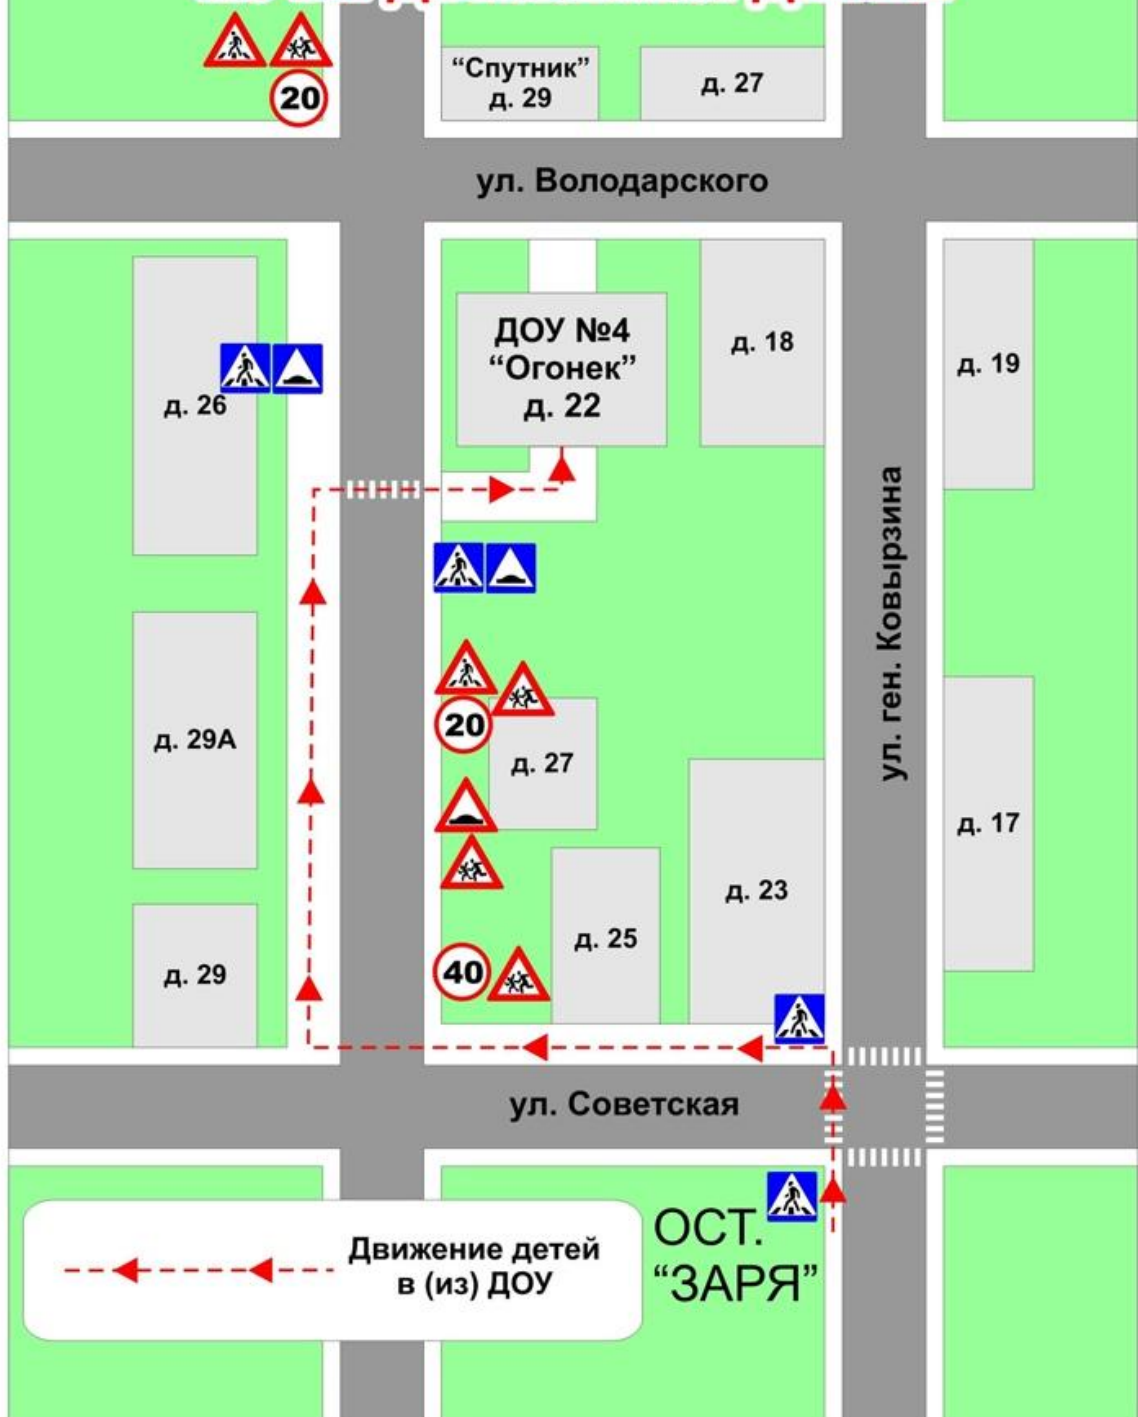 20
“Спутник”
д. 29
д. 27
ул. Володарского
ДОУ №4
“Огонек”
д. 22
д. 18
д. 19
д. 26
ул. ген. Ковырзина
20
д. 27
д. 29А
д. 17
д. 23
д. 25
40
д. 29
ул. Советская
ОСТ.
“ЗАРЯ”
Движение детей
в (из) ДОУ